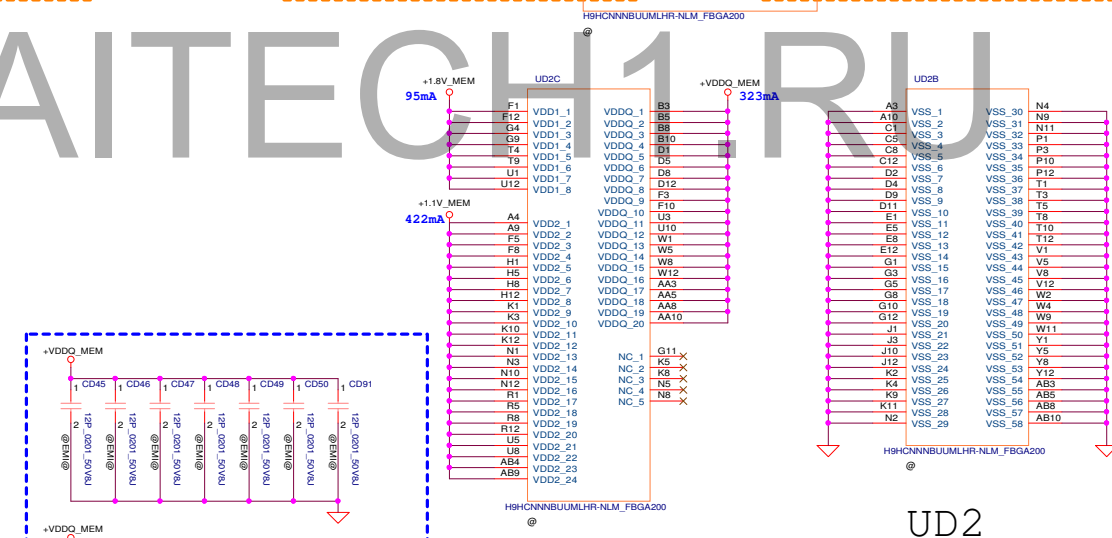 H9HCNNNBUUMLHR-NLM_FBGA200
@
AITECH1.RU
+1.8V_MEM
95mA
UD2C
+VDDQ_MEM
323mA
F1 VDD1_1 VDDQ_1 B3
F12 VDD1_2 VDDQ_2 B5
G4 VDD1_3 VDDQ_3 B8
G9 VDD1_4 VDDQ_4 B10
T4 VDD1_5 VDDQ_5 D1
T9 VDD1_6 VDDQ_6 D5
U1 VDD1_7 VDDQ_7 D8
U12 VDD1_8 VDDQ_8 D12
VDDQ_9 F3
VDDQ_10 F10
+1.1V_MEM
422mA
A4 VDD2_1 VDDQ_11 U3
A9 VDD2_2 VDDQ_12 U10
F5 VDD2_3 VDDQ_13 W1
F8 VDD2_4 VDDQ_14 W5
H1 VDD2_5 VDDQ_15 W8
H5 VDD2_6 VDDQ_16 W12
H8 VDD2_7 VDDQ_17 AA3
H12 VDD2_8 VDDQ_18 AA5
K1 VDD2_9 VDDQ_19 AA8
K3 VDD2_10 VDDQ_20 AA10
K10 VDD2_11
K12 VDD2_12
N1 VDD2_13 NC_1 G11
N3 VDD2_14 NC_2 K5
N10 VDD2_15 NC_3 K8
N12 VDD2_16 NC_4 N5
R1 VDD2_17 NC_5 N8
R5 VDD2_18
R8 VDD2_19
R12 VDD2_20
U5 VDD2_21
U8 VDD2_22
AB4 VDD2_23
AB9 VDD2_24
H9HCNNNBUUMLHR-NLM_FBGA200
@
UD2B
A3 VSS_1 VSS_30 N4
A10 VSS_2 VSS_31 N9
C1 VSS_3 VSS_32 N11
C5 VSS_4 VSS_33 P1
C8 VSS_5 VSS_34 P3
C12 VSS_6 VSS_35 P10
D2 VSS_7 VSS_36 P12
D4 VSS_8 VSS_37 T1
D9 VSS_9 VSS_38 T3
D11 VSS_10 VSS_39 T5
E1 VSS_11 VSS_40 T8
E5 VSS_12 VSS_41 T10
E8 VSS_13 VSS_42 T12
E12 VSS_14 VSS_43 V1
G1 VSS_15 VSS_44 V5
G3 VSS_16 VSS_45 V8
G5 VSS_17 VSS_46 V12
G8 VSS_18 VSS_47 W2
G10 VSS_19 VSS_48 W4
G12 VSS_20 VSS_49 W9
J1 VSS_21 VSS_50 W11
J3 VSS_22 VSS_51 Y1
J10 VSS_23 VSS_52 Y5
J12 VSS_24 VSS_53 Y8
K2 VSS_25 VSS_54 Y12
K4 VSS_26 VSS_55 AB3
K9 VSS_27 VSS_56 AB5
K11 VSS_28 VSS_57 AB8
N2 VSS_29 VSS_58 AB10
H9HCNNNBUUMLHR-NLM_FBGA200
@
UD2
+VDDQ_MEM
1 CD45 1 CD46 1 CD47 1 CD48 1 CD49 1 CD50 1 CD91
12P_0201_50V8J 12P_0201_50V8J 12P_0201_50V8J 12P_0201_50V8J 12P_0201_50V8J 12P_0201_50V8J 12P_0201_50V8J
2 2 2 2 2 2 2
@EMI@ @EMI@ @EMI@ @EMI@ @EMI@ @EMI@
+VDDQ_MEM